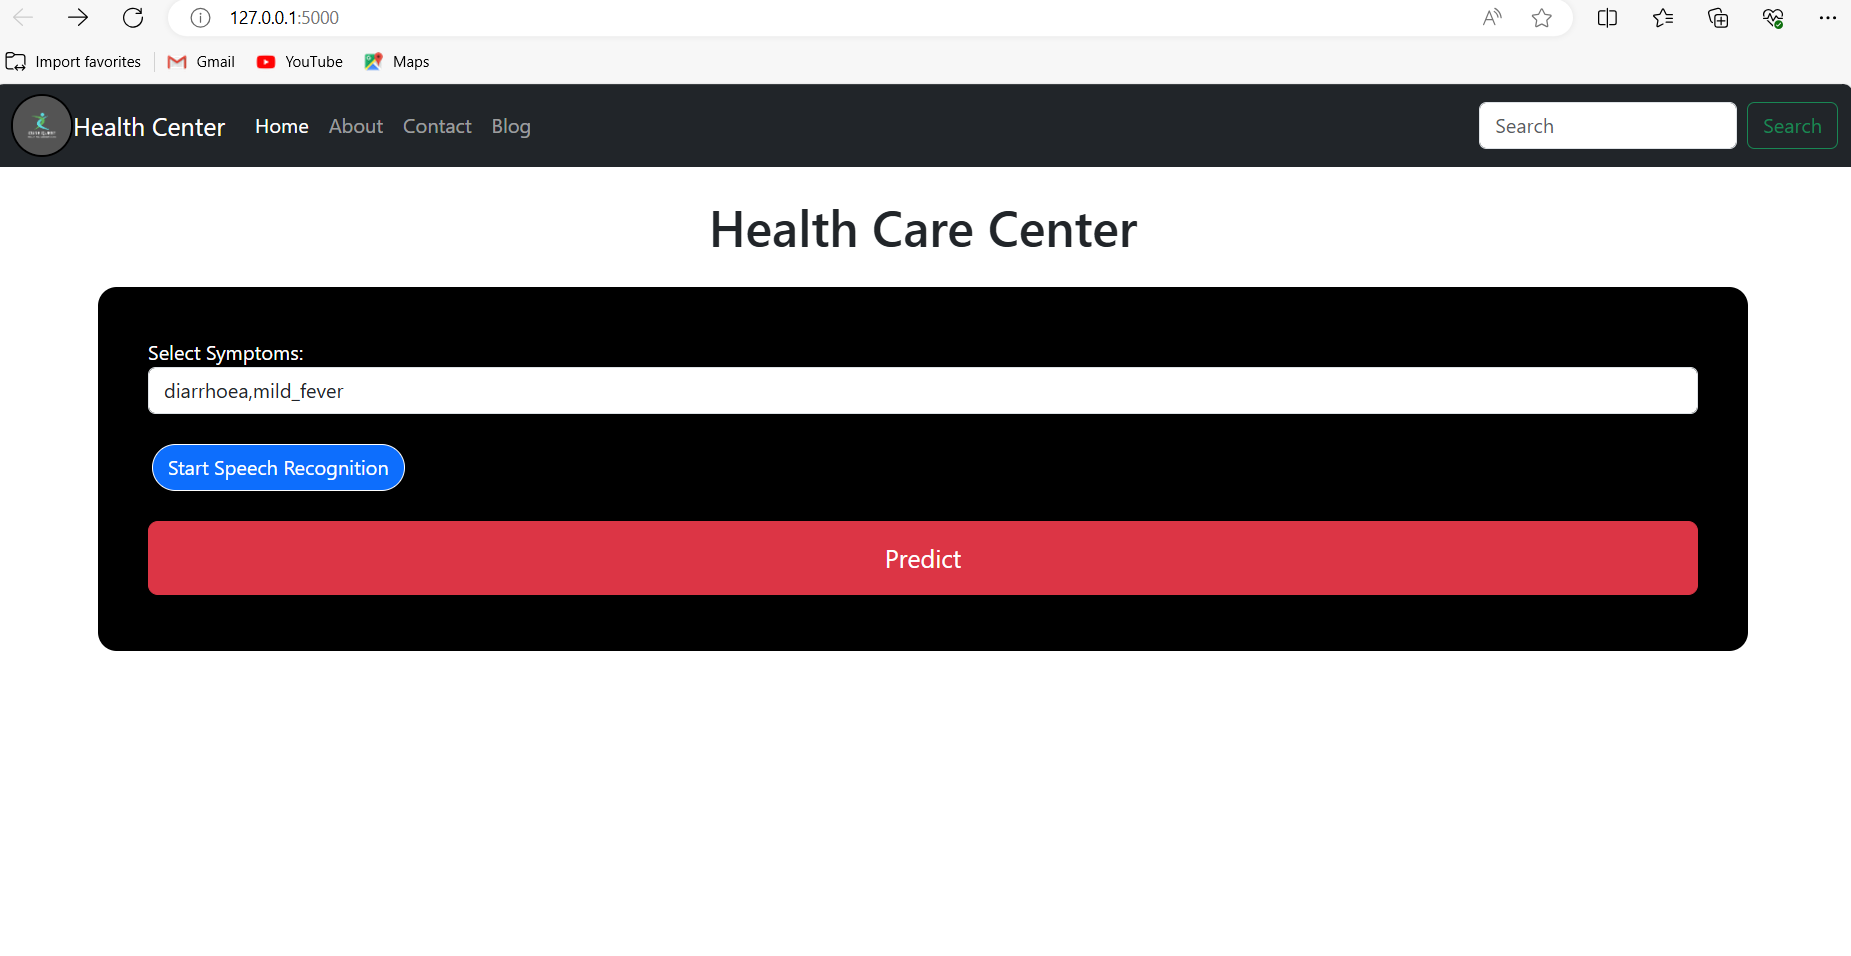 127.0.0.1:5000
Import favorites Gmail YouTube Maps
Health Center Home About Contact Blog Search Search
Health Care Center
Select Symptoms:
diarrhoea,mild_fever
Start Speech Recognition
Predict